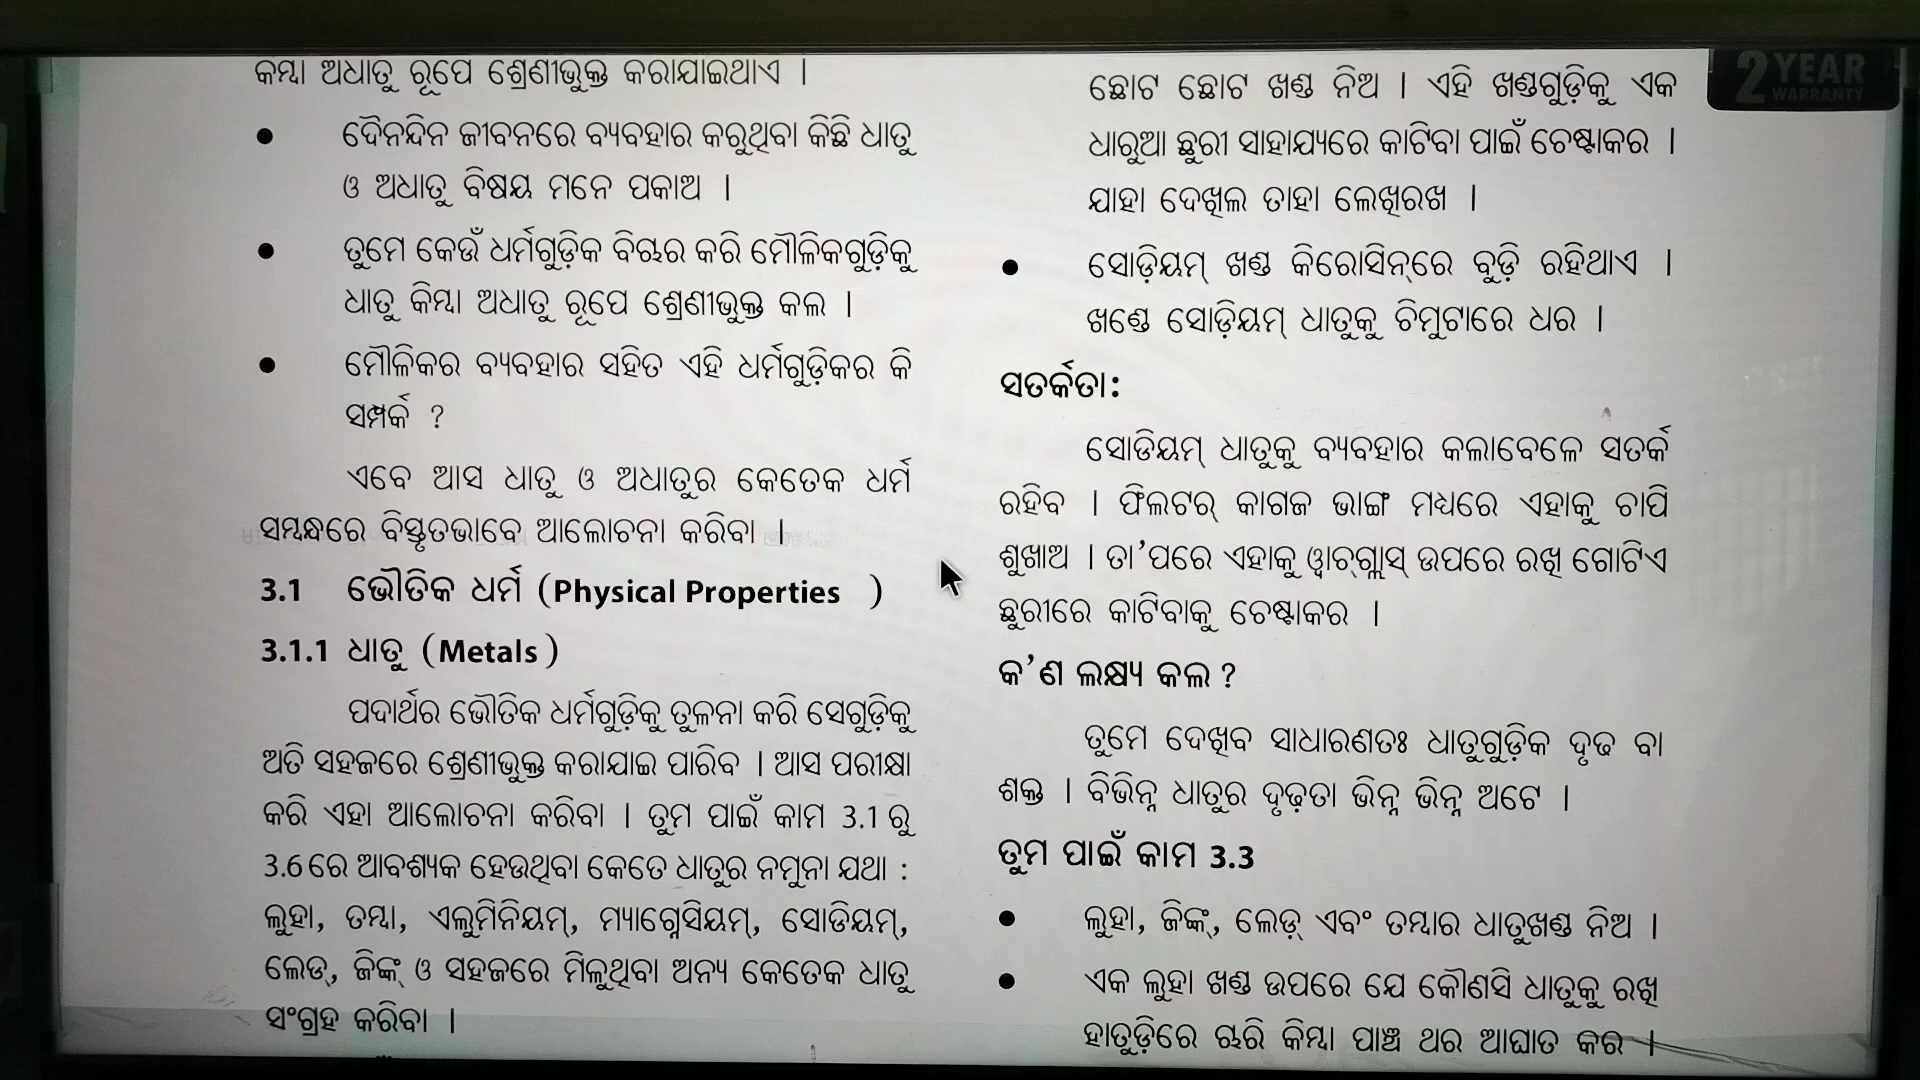 କିମ୍ବା ଅଧାତୁ ରୂପେ ଶ୍ରେଣୀଭୁକ୍ତ କରାଯାଇଥାଏ ।
● ଦୈନନ୍ଦିନ ଜୀବନରେ ବ୍ୟବହାର କରୁଥିବା କିଛି ଧାତୁ
ଓ ଅଧାତୁ ବିଷୟ ମନେ ପକାଅ ।
● ତୁମେ କେଉଁ ଧର୍ମଗୁଡ଼ିକ ବିଚାର କରି ମୌଳିକଗୁଡ଼ିକୁ
ଧାତୁ କିମ୍ବା ଅଧାତୁ ରୂପେ ଶ୍ରେଣୀଭୁକ୍ତ କଲ ।
● ମୌଳିକର ବ୍ୟବହାର ସହିତ ଏହି ଧର୍ମଗୁଡ଼ିକର କି
ସମ୍ପର୍କ ?
ଏବେ ଆସ ଧାତୁ ଓ ଅଧାତୁର କେତେକ ଧର୍ମ
ସମ୍ବନ୍ଧରେ ବିସ୍ତୃତଭାବେ ଆଲୋଚନା କରିବା ।
3.1 ଭୌତିକ ଧର୍ମ (Physical Properties )
3.1.1 ଧାତୁ (Metals)
ପଦାର୍ଥର ଭୌତିକ ଧର୍ମଗୁଡ଼ିକୁ ତୁଳନା କରି ସେଗୁଡ଼ିକୁ
ଅତି ସହଜରେ ଶ୍ରେଣୀଭୁକ୍ତ କରାଯାଇ ପାରିବ । ଆସ ପରୀକ୍ଷା
କରି ଏହା ଆଲୋଚନା କରିବା । ତୁମ ପାଇଁ କାମ 3.1 ରୁ
3.6 ରେ ଆବଶ୍ୟକ ହେଉଥିବା କେତେ ଧାତୁର ନମୁନା ଯଥା :
ଲୁହା, ତମ୍ବା, ଏଲୁମିନିୟମ୍, ମ୍ୟାଗ୍ନେସିୟମ୍, ସୋଡିୟମ୍,
ଲେଡ୍, ଜିଙ୍କ୍ ଓ ସହଜରେ ମିଳୁଥିବା ଅନ୍ୟ କେତେକ ଧାତୁ
ସଂଗ୍ରହ କରିବା ।
ଛୋଟ ଛୋଟ ଖଣ୍ଡ ନିଅ । ଏହି ଖଣ୍ଡଗୁଡ଼ିକୁ ଏକ
ଧାରୁଆ ଛୁରୀ ସାହାଯ୍ୟରେ କାଟିବା ପାଇଁ ଚେଷ୍ଟାକର ।
ଯାହା ଦେଖିଲ ତାହା ଲେଖିରଖ ।
● ସୋଡ଼ିୟମ୍ ଖଣ୍ଡ କିରୋସିନ୍‌ରେ ବୁଡ଼ି ରହିଥାଏ ।
ଖଣ୍ଡେ ସୋଡ଼ିୟମ୍ ଧାତୁକୁ ଚିମୁଟାରେ ଧର ।
ସତର୍କତା:
ସୋଡିୟମ୍ ଧାତୁକୁ ବ୍ୟବହାର କଲାବେଳେ ସତର୍କ
ରହିବ । ଫିଲଟର୍ କାଗଜ ଭାଙ୍ଗ ମଧ୍ୟରେ ଏହାକୁ ଚାପି
ଶୁଖାଅ । ତା’ପରେ ଏହାକୁ ୱାଚ୍‌ଗ୍ଲାସ୍ ଉପରେ ରଖି ଗୋଟିଏ
ଛୁରୀରେ କାଟିବାକୁ ଚେଷ୍ଟାକର ।
କ’ଣ ଲକ୍ଷ୍ୟ କଲ ?
ତୁମେ ଦେଖିବ ସାଧାରଣତଃ ଧାତୁଗୁଡ଼ିକ ଦୃଢ ବା
ଶକ୍ତ । ବିଭିନ୍ନ ଧାତୁର ଦୃଢ଼ତା ଭିନ୍ନ ଭିନ୍ନ ଅଟେ ।
ତୁମ ପାଇଁ କାମ 3.3
● ଲୁହା, ଜିଙ୍କ୍, ଲେଡ୍ ଏବଂ ତମ୍ବାର ଧାତୁଖଣ୍ଡ ନିଅ ।
● ଏକ ଲୁହା ଖଣ୍ଡ ଉପରେ ଯେ କୌଣସି ଧାତୁକୁ ରଖି
ହାତୁଡ଼ିରେ ଚାରି କିମ୍ବା ପାଞ୍ଚ ଥର ଆଘାତ କର ।
2 YEAR
WARRANTY